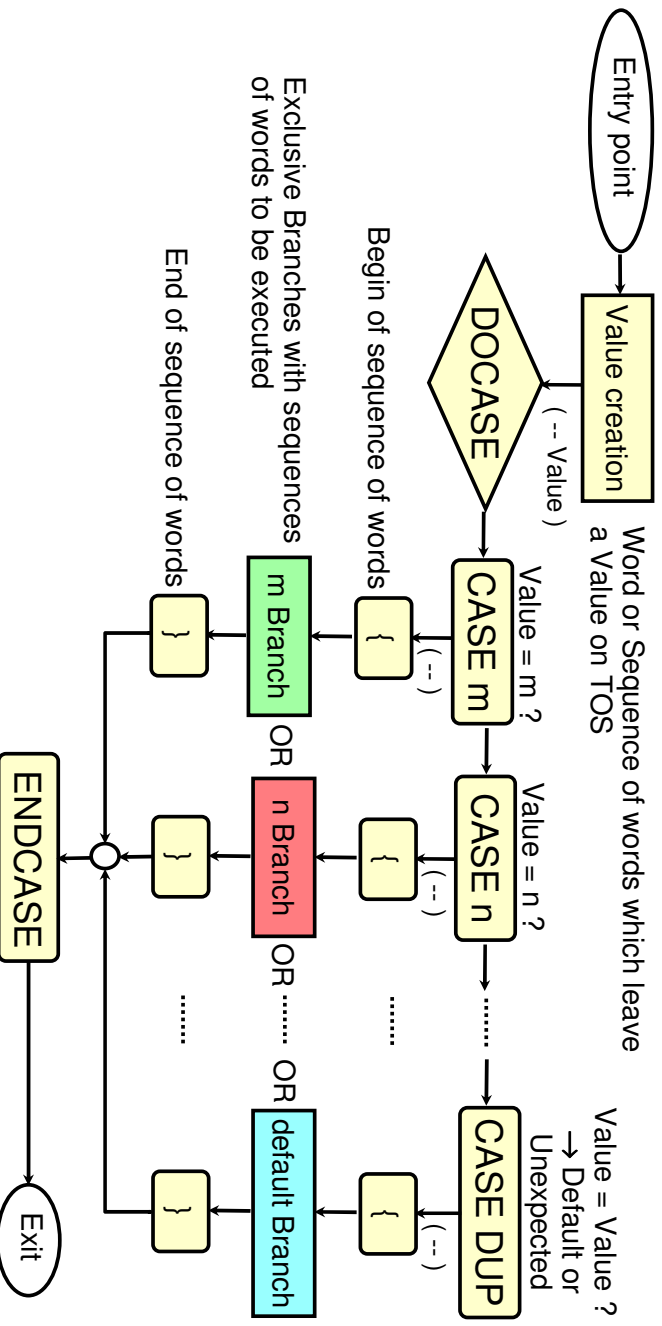 Entry point
Value creation
Word or Sequence of words which leave
a Value on TOS
( -- Value )
Value = m ?
Value = n ?
Value = Value ?
→ Default or
Unexpected
DOCASE
CASE m
CASE n
.......
CASE DUP
( -- )
( -- )
( -- )
Begin of sequence of words
{
{
.......
{
Exclusive Branches with sequences
of words to be executed
m Branch
OR
n Branch
OR ....... OR
default Branch
End of sequence of words
}
}
.......
}
ENDCASE
Exit